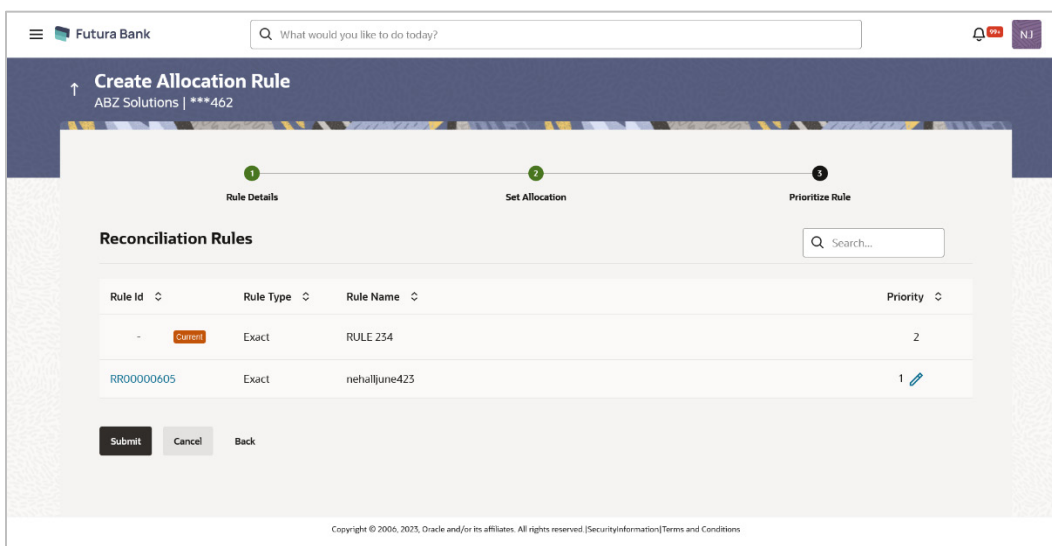 Futura Bank What would you like to do today? 99+ NJ
Create Allocation Rule
ABZ Solutions | ***462
1 2 3
Rule Details Set Allocation Prioritize Rule
Reconciliation Rules Search...
Rule Id Rule Type Rule Name Priority
- Current Exact RULE 234 2
RR00000605 Exact nehalljune423 1
Submit Cancel Back
Copyright © 2006, 2023, Oracle and/or its affiliates. All rights reserved.|SecurityInformation|Terms and Conditions